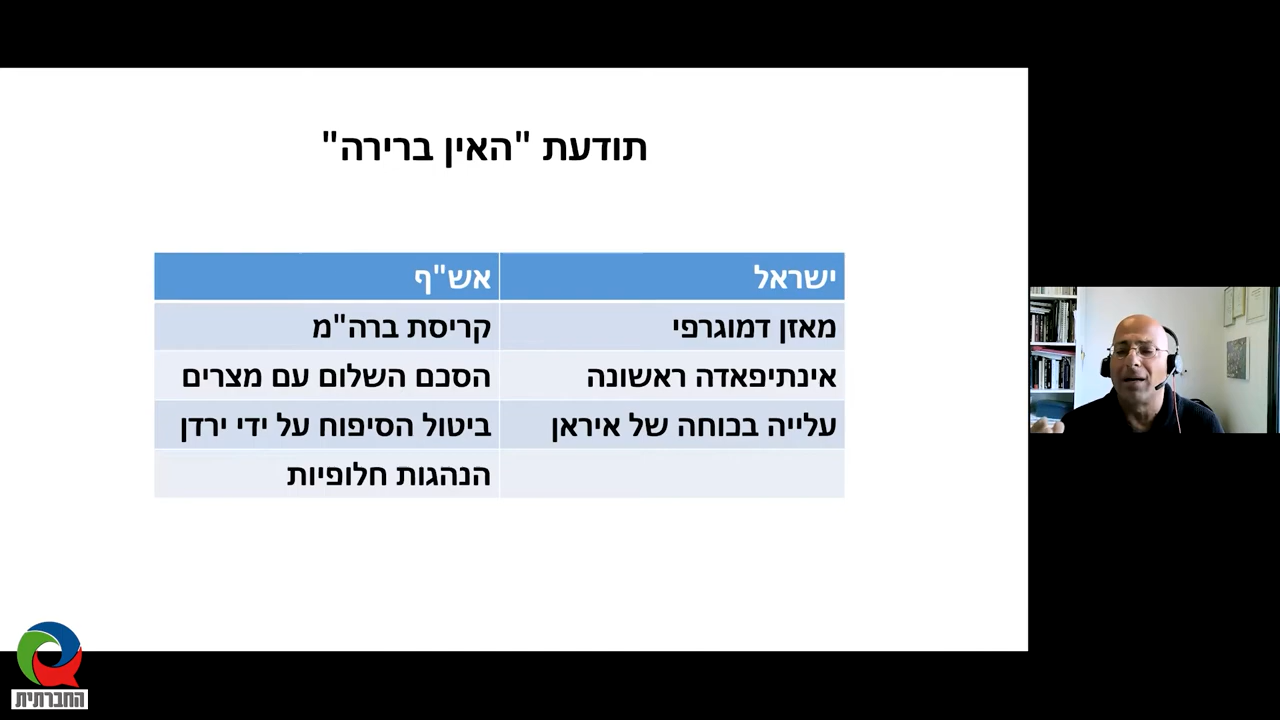 תודעת "האין ברירה"
ישראל אש"ף
מאזן דמוגרפי קריסת ברה"מ
אינתיפאדה ראשונה הסכם השלום עם מצרים
עלייה בכוחה של איראן ביטול הסיפוח על ידי ירדן
הנהגות חלופיות
החברתית